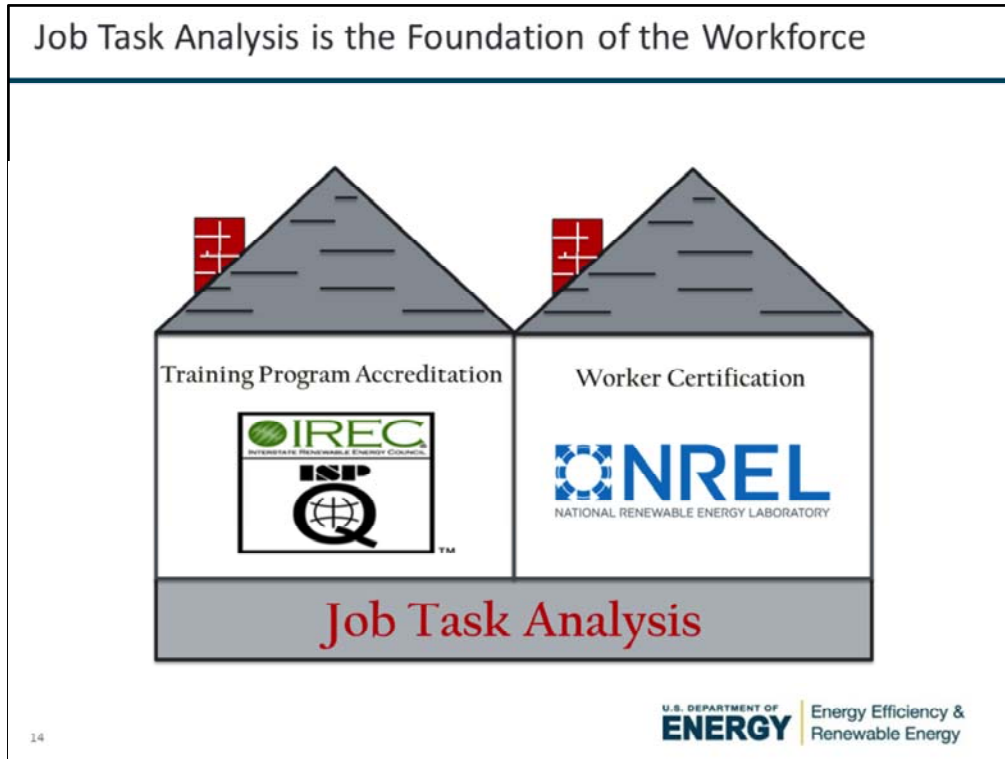 Job Task Analysis is the Foundation of the Workforce
Training Program Accreditation
IREC
INTERSTATE RENEWABLE ENERGY COUNCIL
ISP
Q
TM
Worker Certification
NREL
NATIONAL RENEWABLE ENERGY LABORATORY
Job Task Analysis
14
U.S. DEPARTMENT OF
ENERGY
Energy Efficiency &
Renewable Energy